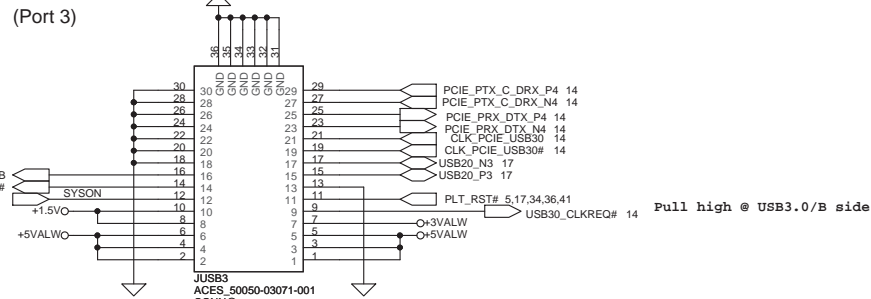 (Port 3)
36 35 34 33 32 31
GND GND GND GND GND GND
30 30 29 29 PCIE_PTX_C_DRX_P4 14
28 28 27 27 PCIE_PTX_C_DRX_N4 14
26 26 25 25 PCIE_PRX_DTX_P4 14
24 24 23 23 PCIE_PRX_DTX_N4 14
22 22 21 21 CLK_PCIE_USB30 14
20 20 19 19 CLK_PCIE_USB30# 14
18 18 17 17 USB20_N3 17
B 16 16 15 15 USB20_P3 17
# 14 14 13 13
SYSON 12 12 11 11 PLT_RST# 5,17,34,36,41
+1.5V 10 10 9 9 USB30_CLKREQ# 14 Pull high @ USB3.0/B side
8 8 7 7 +3VALW
+5VALW 6 6 5 5 +5VALW
4 4 3 3
2 2 1 1
JUSB3
ACES_50050-03071-001